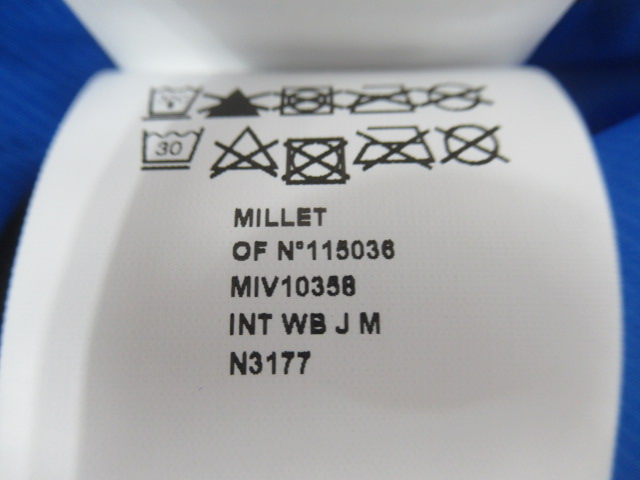 30
MILLET
OF N°115036
MIV10358
INT WB J M
N3177